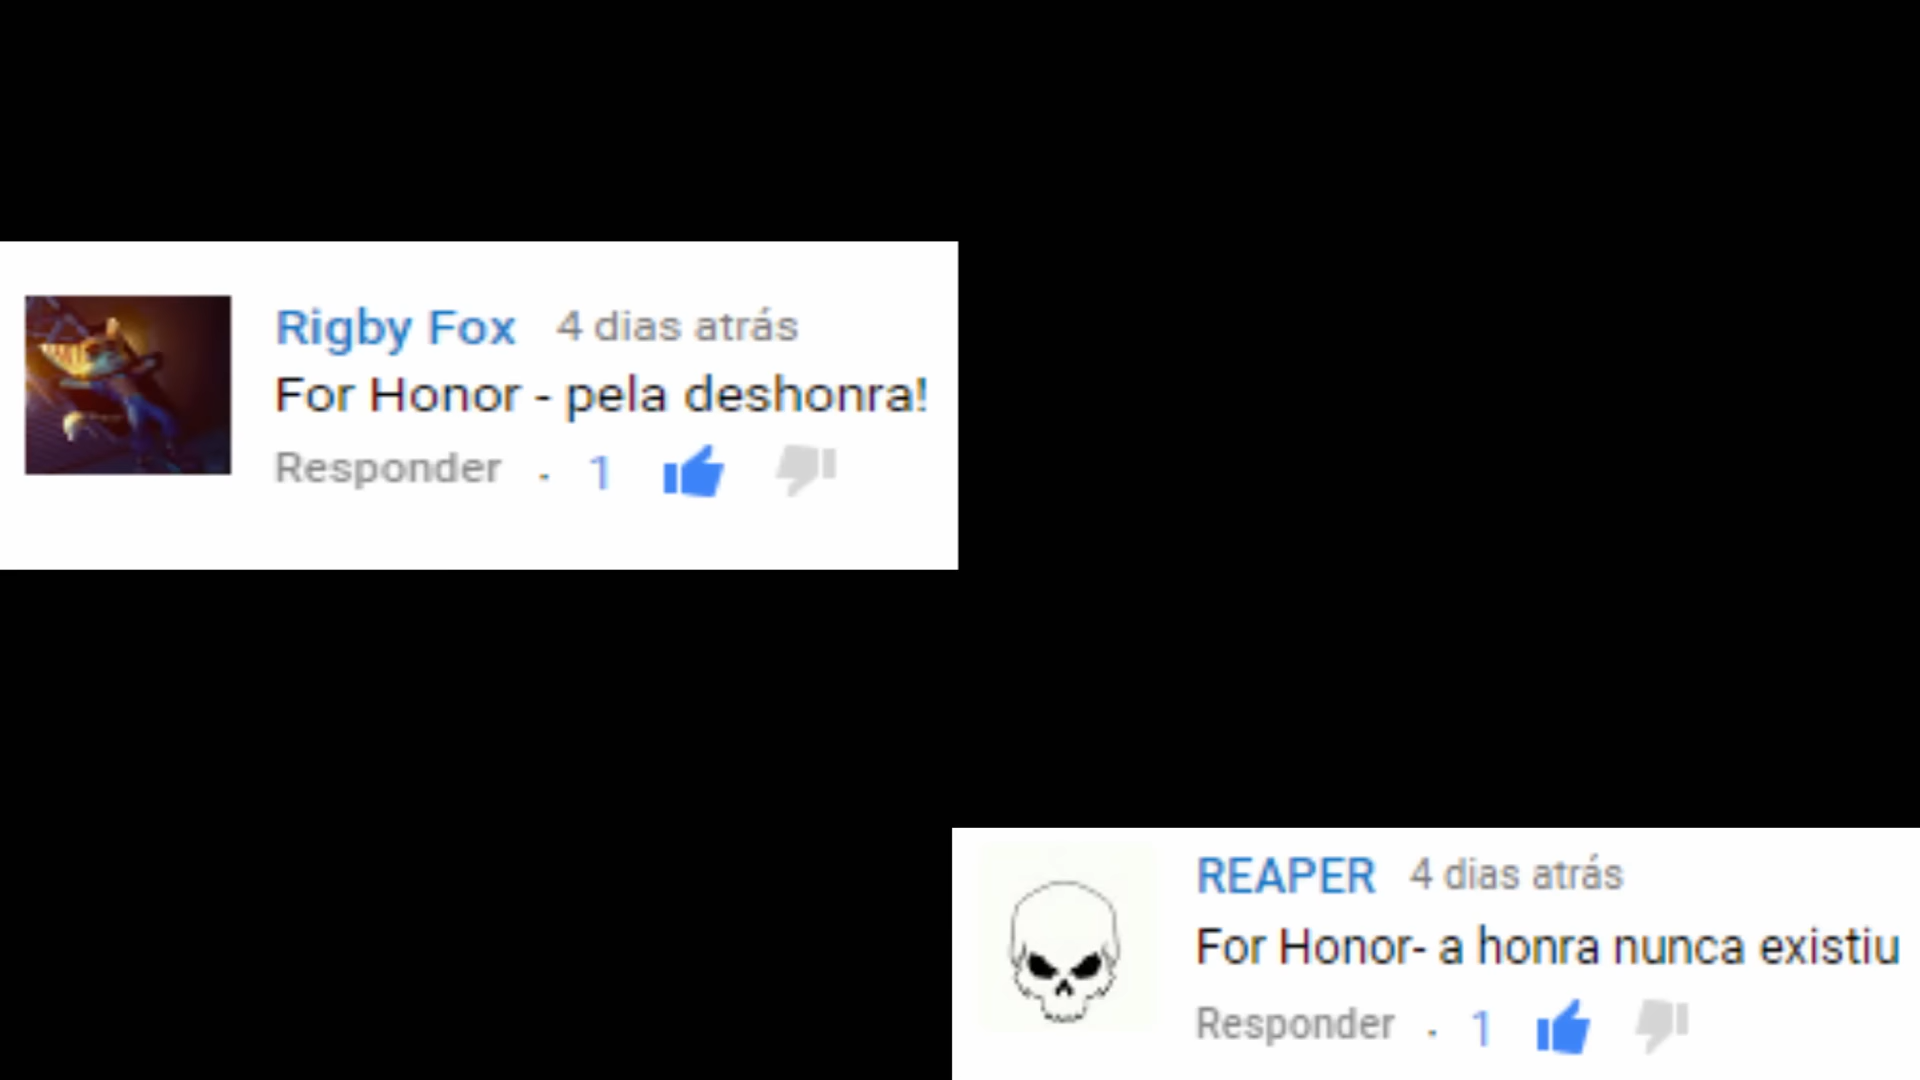 Rigby Fox 4 dias atrás
For Honor - pela deshonra!
Responder · 1
REAPER 4 dias atrás
For Honor- a honra nunca existiu
Responder · 1